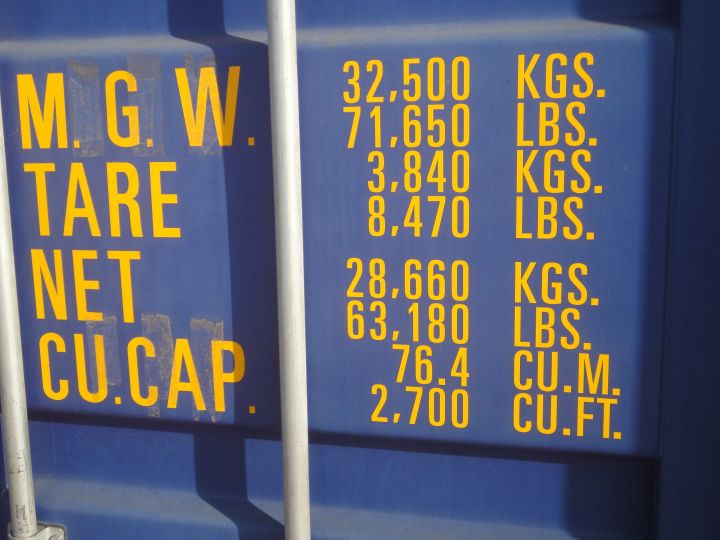 M. G. W. 32,500 KGS.
71,650 LBS.
TARE 3,840 KGS.
8,470 LBS.
NET 28,660 KGS.
63,180 LBS.
CU.CAP. 76.4 CU.M.
2,700 CU.FT.